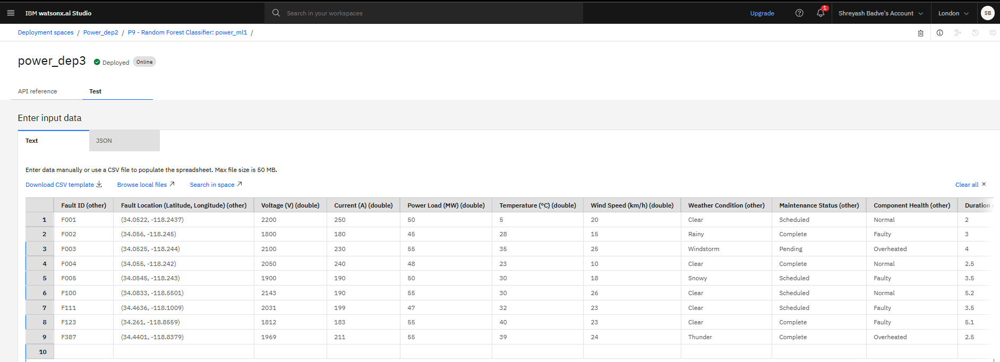 IBM watsonx.ai Studio
Search in your workspaces
Upgrade
1
Shreyash Badve's Account
London
SB
Deployment spaces / Power_dep2 / P9 - Random Forest Classifier: power_ml1 /
power_dep3
Deployed
Online
API reference
Test
Enter input data
Text
JSON
Enter data manually or use a CSV file to populate the spreadsheet. Max file size is 50 MB.
Download CSV template
Browse local files
Search in space
Clear all
Fault ID (other) Fault Location (Latitude, Longitude) (other) Voltage (V) (double) Current (A) (double) Power Load (MW) (double) Temperature (°C) (double) Wind Speed (km/h) (double) Weather Condition (other) Maintenance Status (other) Component Health (other) Duration
1 F001 (34.0522, -118.2437) 2200 250 50 5 20 Clear Scheduled Normal 2
2 F002 (34.056, -118.245) 1800 180 45 28 15 Rainy Complete Faulty 3
3 F003 (34.0525, -118.244) 2100 230 55 35 25 Windstorm Pending Overheated 4
4 F004 (34.055, -118.242) 2050 240 48 23 10 Clear Complete Normal 2.5
5 F005 (34.0545, -118.243) 1900 190 50 30 18 Snowy Scheduled Faulty 3.5
6 F100 (34.0833, -118.5501) 2143 190 55 30 26 Clear Scheduled Normal 5.2
7 F111 (34.4636, -118.1009) 2031 199 47 32 23 Clear Scheduled Faulty 3.5
8 F123 (34.261, -118.8559) 1812 183 55 40 23 Clear Complete Faulty 5.1
9 F387 (34.4401, -118.8379) 1969 211 55 39 24 Thunder Complete Overheated 2.5
10